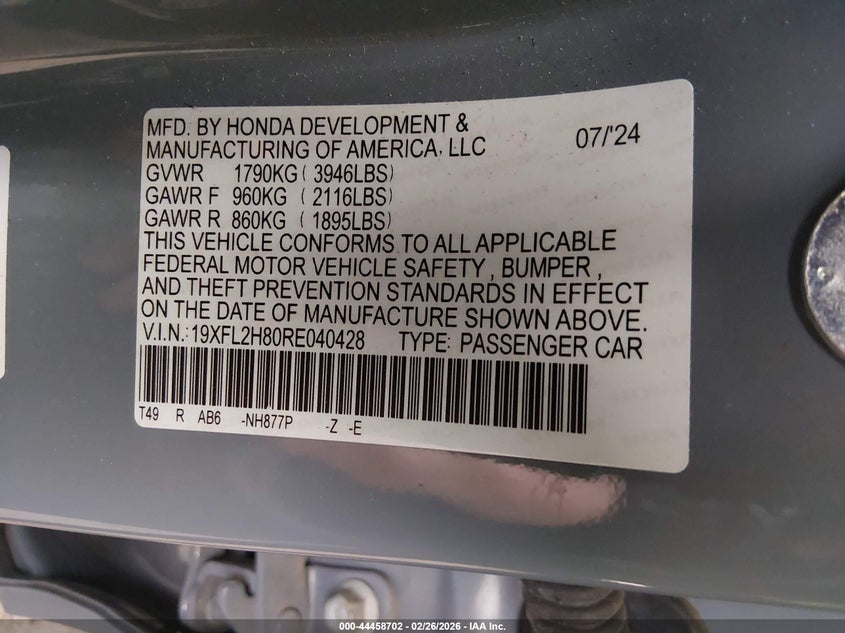 MFD. BY HONDA DEVELOPMENT &
MANUFACTURING OF AMERICA, LLC 07/'24
GVWR 1790KG ( 3946LBS)
GAWR F 960KG ( 2116LBS)
GAWR R 860KG ( 1895LBS)
THIS VEHICLE CONFORMS TO ALL APPLICABLE
FEDERAL MOTOR VEHICLE SAFETY , BUMPER ,
AND THEFT PREVENTION STANDARDS IN EFFECT
ON THE DATE OF MANUFACTURE SHOWN ABOVE.
V.I.N.:19XFL2H80RE040428 TYPE: PASSENGER CAR
T49 R AB6 -NH877P -Z -E
000-44458702 - 02/26/2026 - IAA Inc.